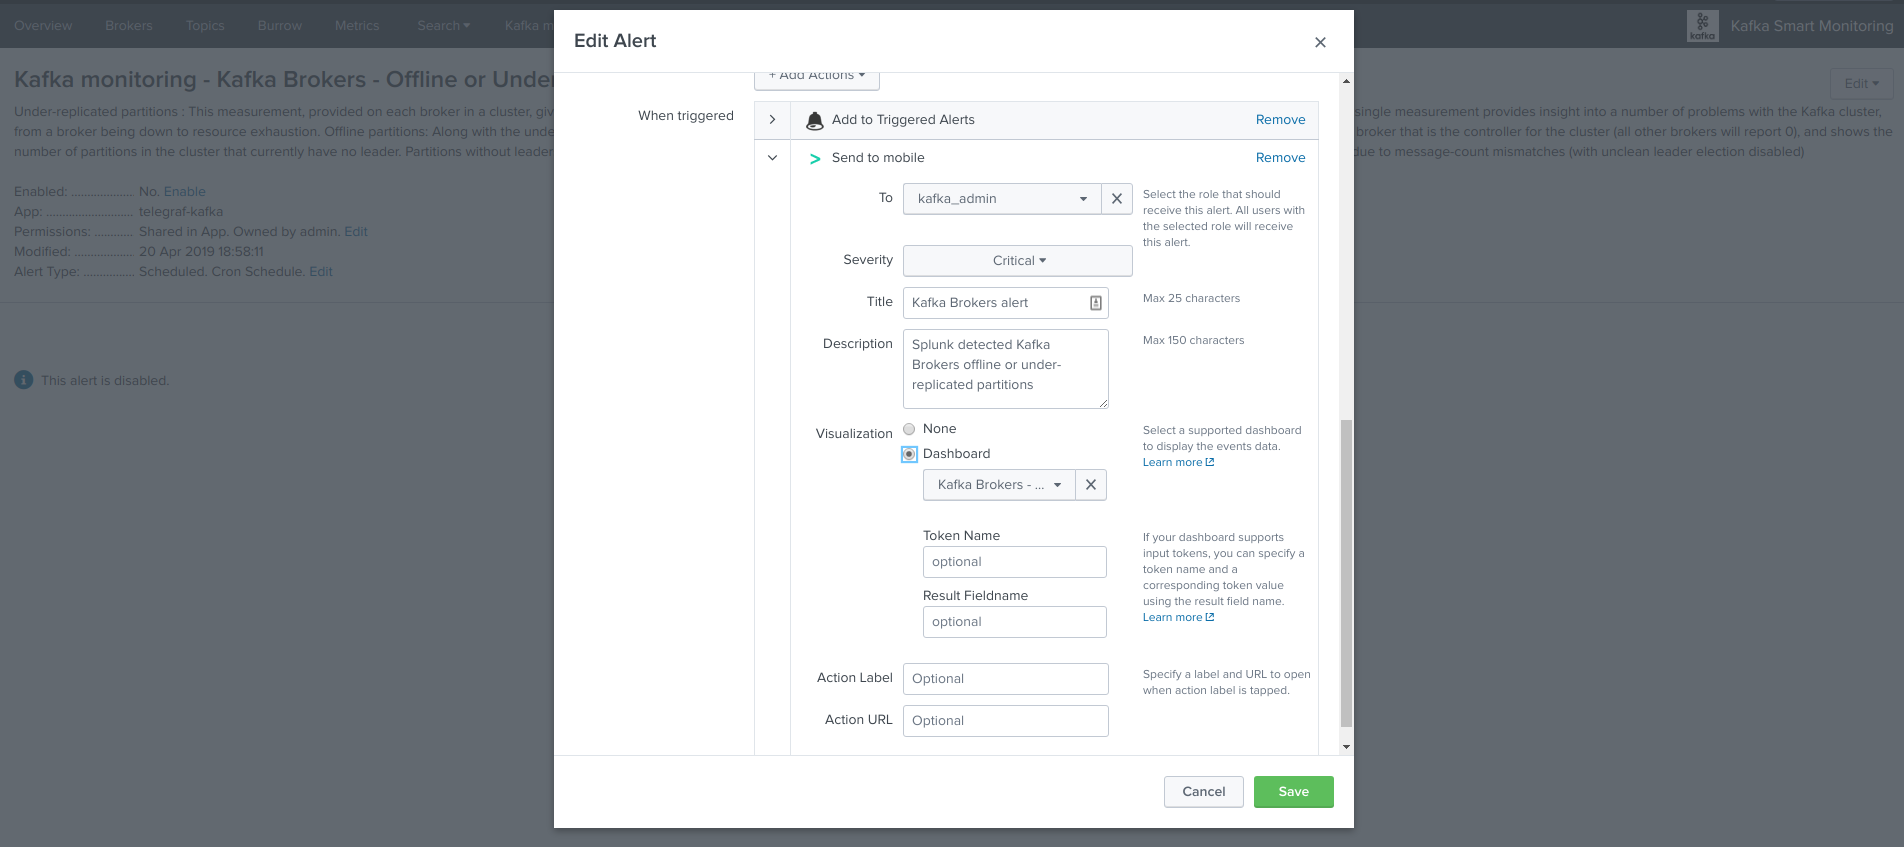 Overview Brokers Topics Burrow Metrics Search Kafka m
kafka Kafka Smart Monitoring
Kafka monitoring - Kafka Brokers - Offline or Under
Edit
Under-replicated partitions : This measurement, provided on each broker in a cluster, giv
single measurement provides insight into a number of problems with the Kafka cluster,
from a broker being down to resource exhaustion. Offline partitions: Along with the unde
broker that is the controller for the cluster (all other brokers will report 0), and shows the
number of partitions in the cluster that currently have no leader. Partitions without leader
due to message-count mismatches (with unclean leader election disabled)
Enabled: .................... No. Enable
App: ........................... telegraf-kafka
Permissions: ............ Shared in App. Owned by admin. Edit
Modified: ................... 20 Apr 2019 18:58:11
Alert Type: ................ Scheduled. Cron Schedule. Edit
This alert is disabled.
Edit Alert
+ Add Actions
When triggered
Add to Triggered Alerts Remove
Send to mobile Remove
To kafka_admin
Select the role that should
receive this alert. All users with
the selected role will receive
this alert.
Severity Critical
Title Kafka Brokers alert
Max 25 characters
Description
Splunk detected Kafka
Brokers offline or under-
replicated partitions
Max 150 characters
Visualization
None
Dashboard
Kafka Brokers - ...
Select a supported dashboard
to display the events data.
Learn more
Token Name
optional
Result Fieldname
optional
If your dashboard supports
input tokens, you can specify a
token name and a
corresponding token value
using the result field name.
Learn more
Action Label Optional
Specify a label and URL to open
when action label is tapped.
Action URL Optional
Cancel Save